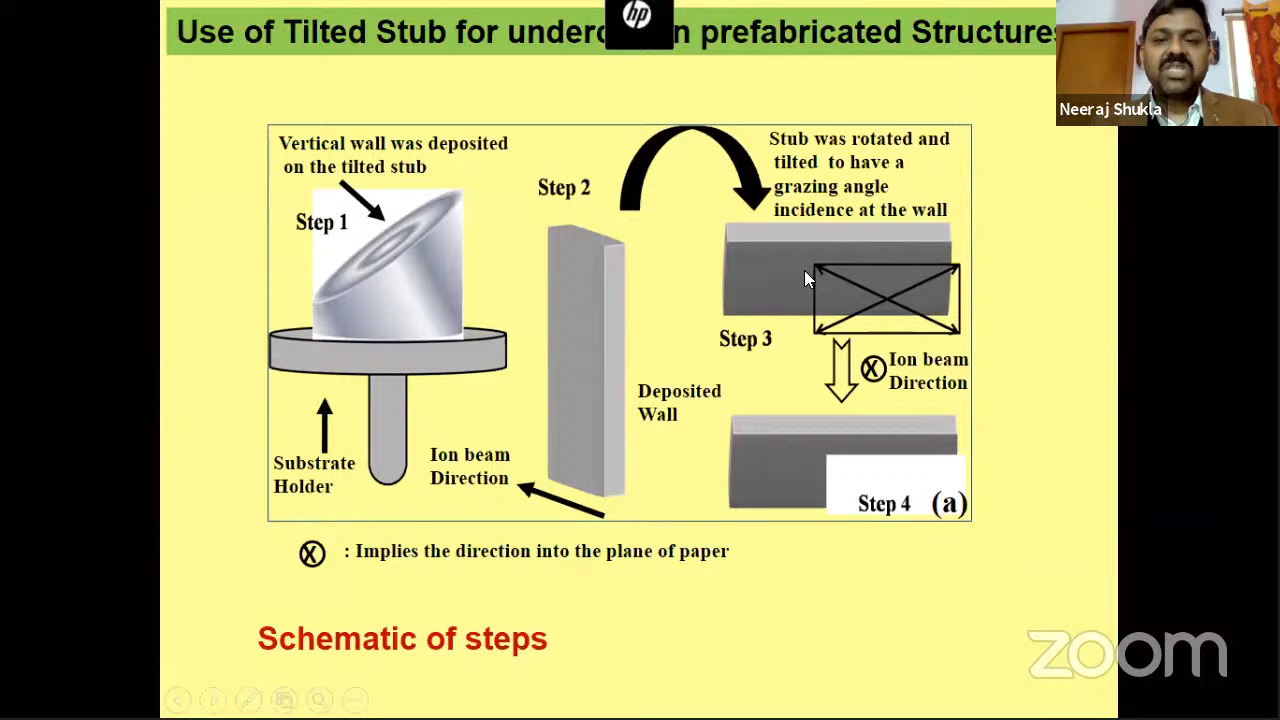 hp
Use of Tilted Stub for underc n prefabricated Structures
Neeraj Shukla
Vertical wall was deposited
on the tilted stub
Step 1
Step 2
Stub was rotated and
tilted to have a
grazing angle
incidence at the wall
Step 3
X Ion beam
Direction
Deposited
Wall
Substrate
Holder
Ion beam
Direction
Step 4 (a)
X : Implies the direction into the plane of paper
Schematic of steps
zoom